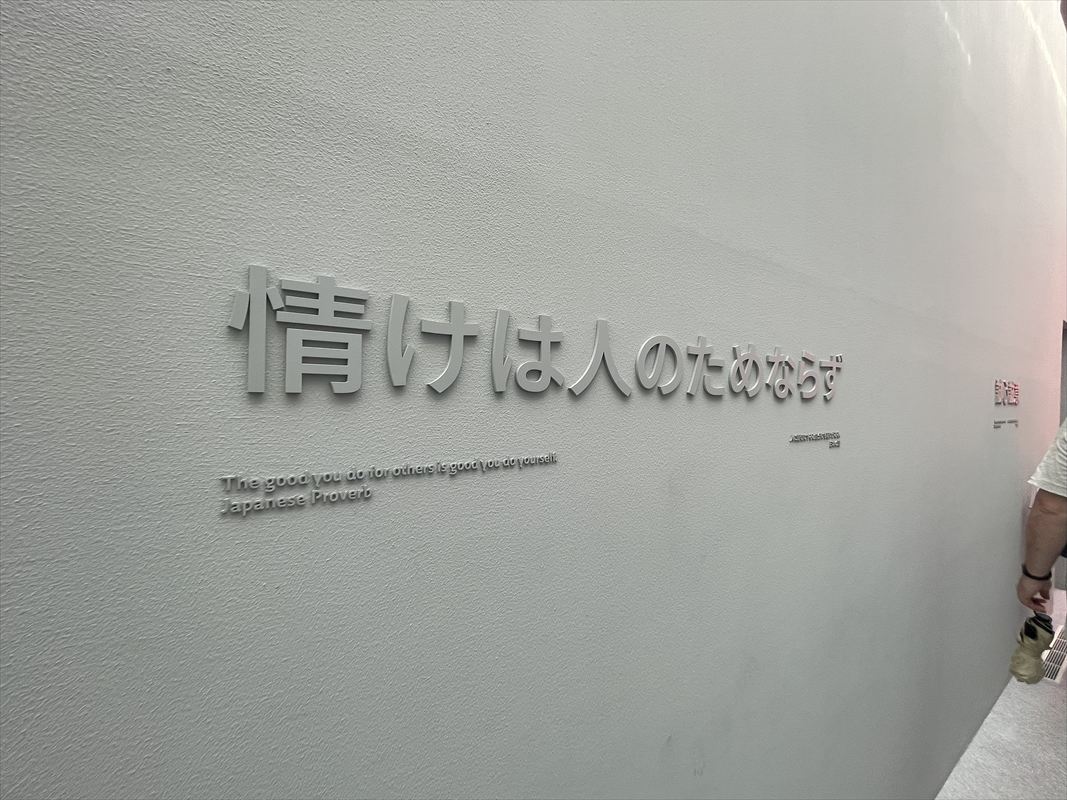 情けは人のためならず
The good you do for others is good you do yourself.
Japanese Proverb